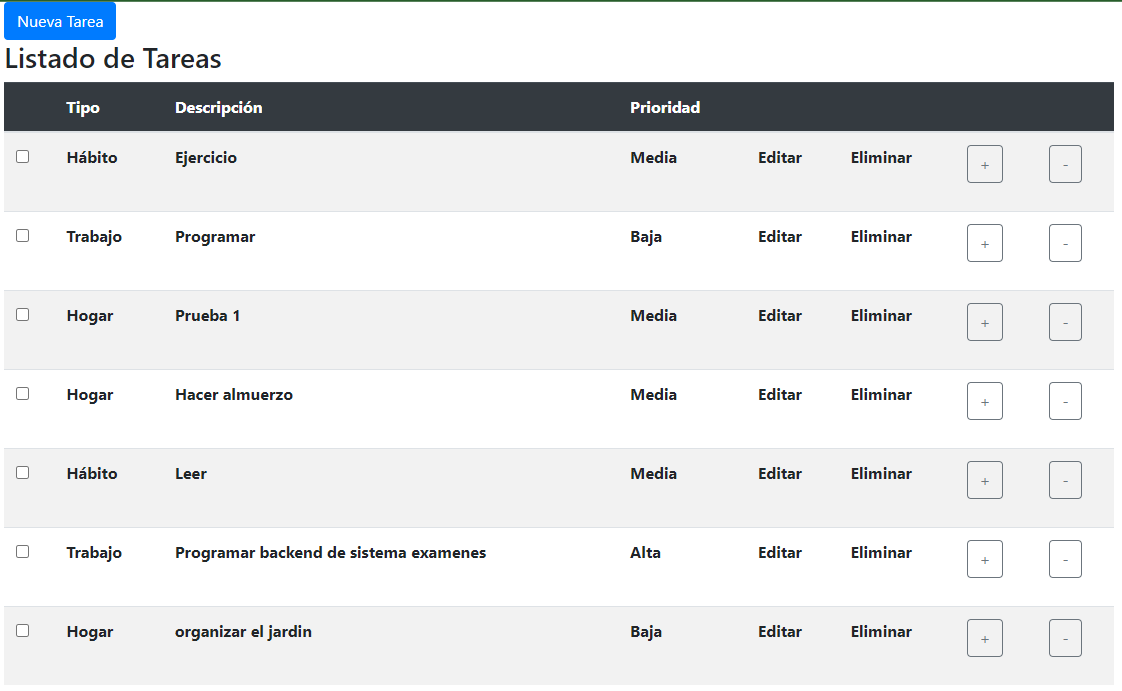 Nueva Tarea
Listado de Tareas
Tipo Descripción Prioridad
Hábito Ejercicio Media Editar Eliminar + -
Trabajo Programar Baja Editar Eliminar + -
Hogar Prueba 1 Media Editar Eliminar + -
Hogar Hacer almuerzo Media Editar Eliminar + -
Hábito Leer Media Editar Eliminar + -
Trabajo Programar backend de sistema examenes Alta Editar Eliminar + -
Hogar organizar el jardin Baja Editar Eliminar + -